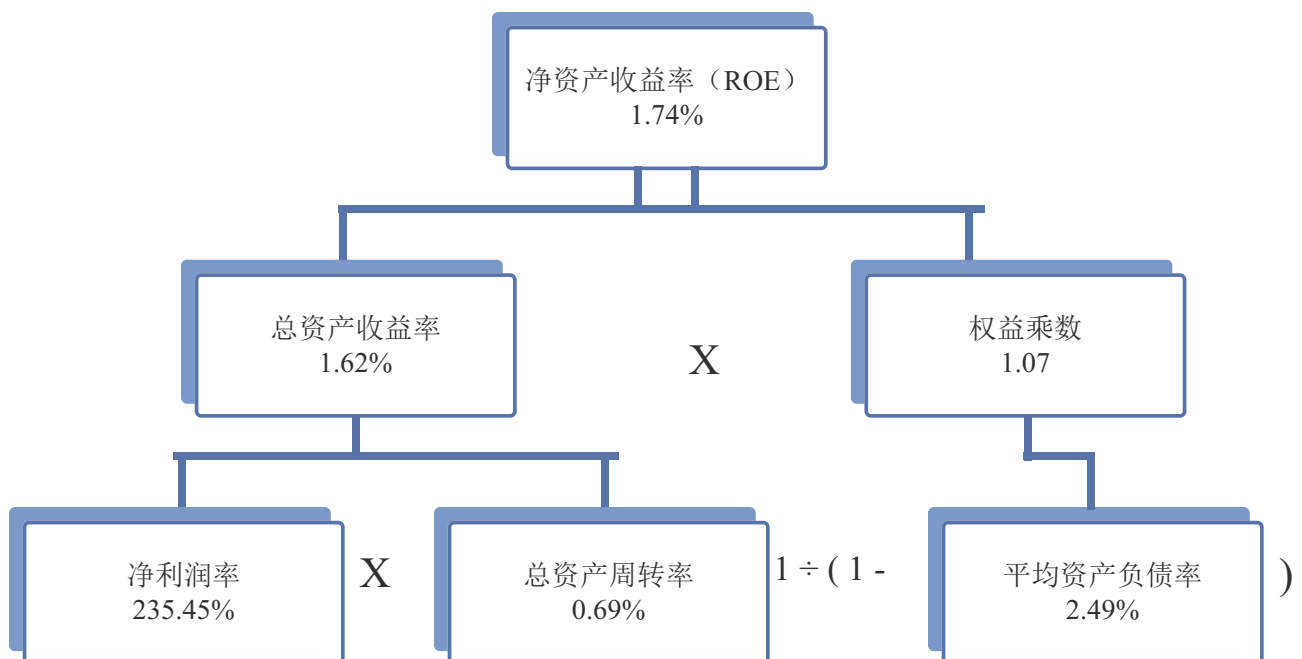 净资产收益率（ROE）
1.74%
总资产收益率
1.62%
X
权益乘数
1.07
净利润率
235.45%
X
总资产周转率
0.69%
1 ÷ ( 1 -
平均资产负债率
2.49%
)